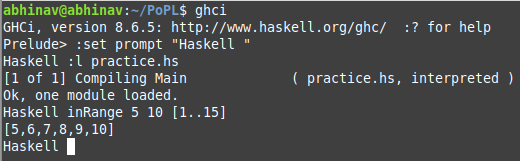 abhinav@abhinav:~/PoPL$ ghci
GHCi, version 8.6.5: http://www.haskell.org/ghc/  :? for help
Prelude> :set prompt "Haskell "
Haskell :l practice.hs
[1 of 1] Compiling Main             ( practice.hs, interpreted )
Ok, one module loaded.
Haskell inRange 5 10 [1..15]
[5,6,7,8,9,10]
Haskell